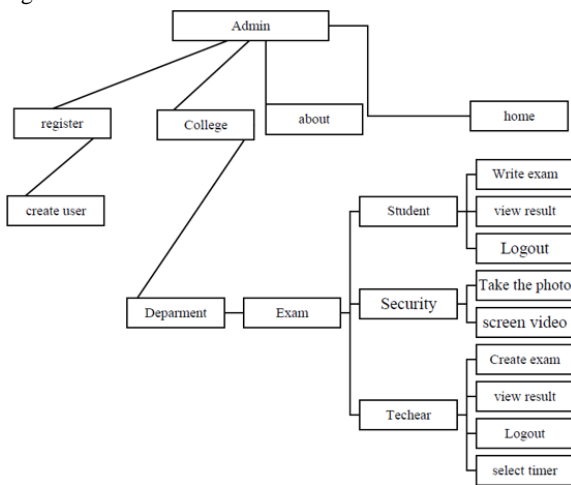 Admin
register
College
about
home
create user
Deparment
Exam
Student
Write exam
view result
Logout
Security
Take the photo
screen video
Techear
Create exam
view result
Logout
select timer